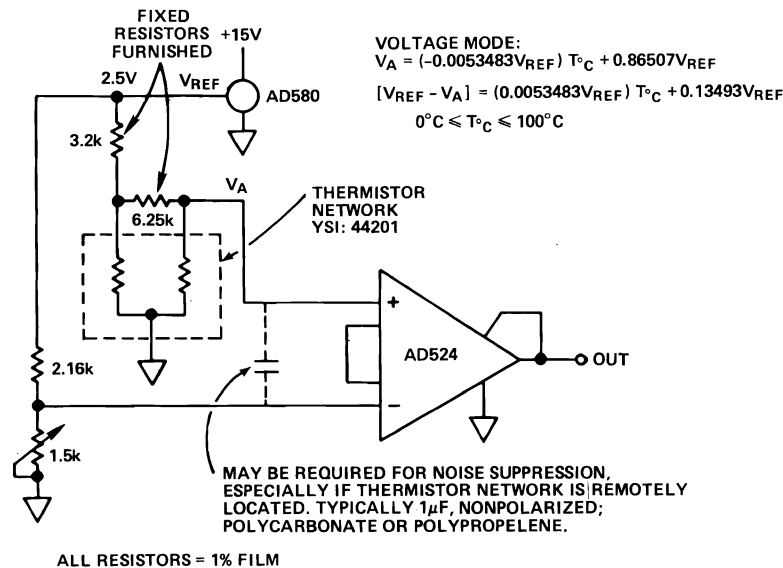 FIXED
RESISTORS
FURNISHED
+15V
2.5V
VREF
AD580
VOLTAGE MODE:
VA = (-0.0053483VREF) T°C + 0.86507VREF
[VREF - VA] = (0.0053483VREF) T°C + 0.13493VREF
0°C ⩽ T°C ⩽ 100°C
3.2k
VA
6.25k
THERMISTOR
NETWORK
YSI: 44201
+
AD524
OUT
2.16k
−
1.5k
MAY BE REQUIRED FOR NOISE SUPPRESSION,
ESPECIALLY IF THERMISTOR NETWORK IS REMOTELY
LOCATED. TYPICALLY 1µF, NONPOLARIZED;
POLYCARBONATE OR POLYPROPELENE.
ALL RESISTORS = 1% FILM